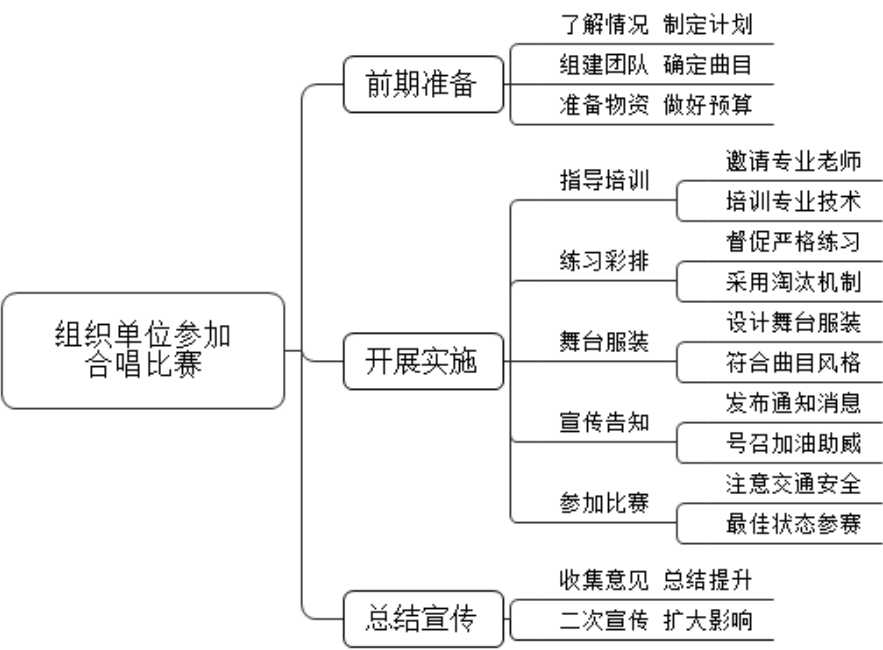 组织单位参加
合唱比赛
前期准备
了解情况 制定计划
组建团队 确定曲目
准备物资 做好预算
开展实施
指导培训
邀请专业老师
培训专业技术
练习彩排
督促严格练习
采用淘汰机制
舞台服装
设计舞台服装
符合曲目风格
宣传告知
发布通知消息
号召加油助威
参加比赛
注意交通安全
最佳状态参赛
总结宣传
收集意见 总结提升
二次宣传 扩大影响